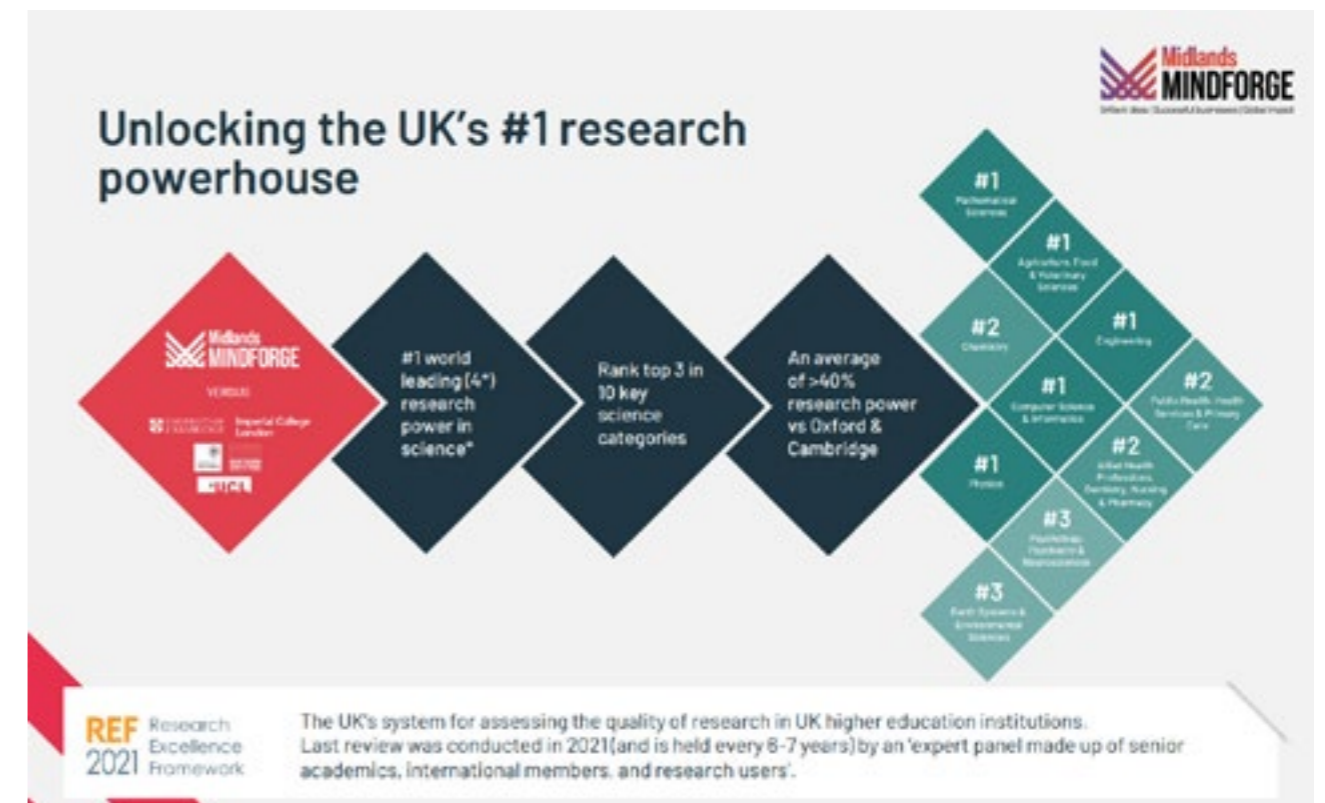 Midlands
MINDFORGE
Unlocking the UK's #1 research
powerhouse
Midlands
MINDFORGE
VERSUS
Imperial College
London
UCL
#1 world
leading (4*)
research
power in
science*
Rank top 3 in
10 key
science
categories
An average
of >40%
research power
vs Oxford &
Cambridge
#1
Mathematical
Sciences
#1
Agriculture, Food
& Veterinary
Sciences
#2
Chemistry
#1
Engineering
#1
Computer Science
& Informatics
#2
Public Health, Health
Services & Primary
Care
#1
Physics
#2
Allied Health
Professions,
Dentistry, Nursing
& Pharmacy
#3
Psychology,
Psychiatry &
Neuroscience
#3
Earth Systems &
Environmental
Sciences
REF
2021
Research
Excellence
Framework
The UK's system for assessing the quality of research in UK higher education institutions.
Last review was conducted in 2021(and is held every 6-7 years) by an 'expert panel made up of senior
academics, international members, and research users'.